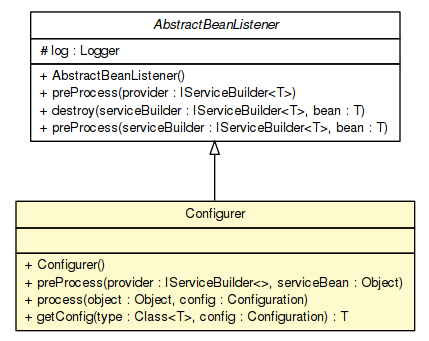 AbstractBeanListener
# log : Logger
+ AbstractBeanListener()
+ preProcess(provider : IServiceBuilder<T>)
+ destroy(serviceBuilder : IServiceBuilder<T>, bean : T)
+ preProcess(serviceBuilder : IServiceBuilder<T>, bean : T)
Configurer
+ Configurer()
+ preProcess(provider : IServiceBuilder<>, serviceBean : Object)
+ process(object : Object, config : Configuration)
+ getConfig(type : Class<T>, config : Configuration) : T